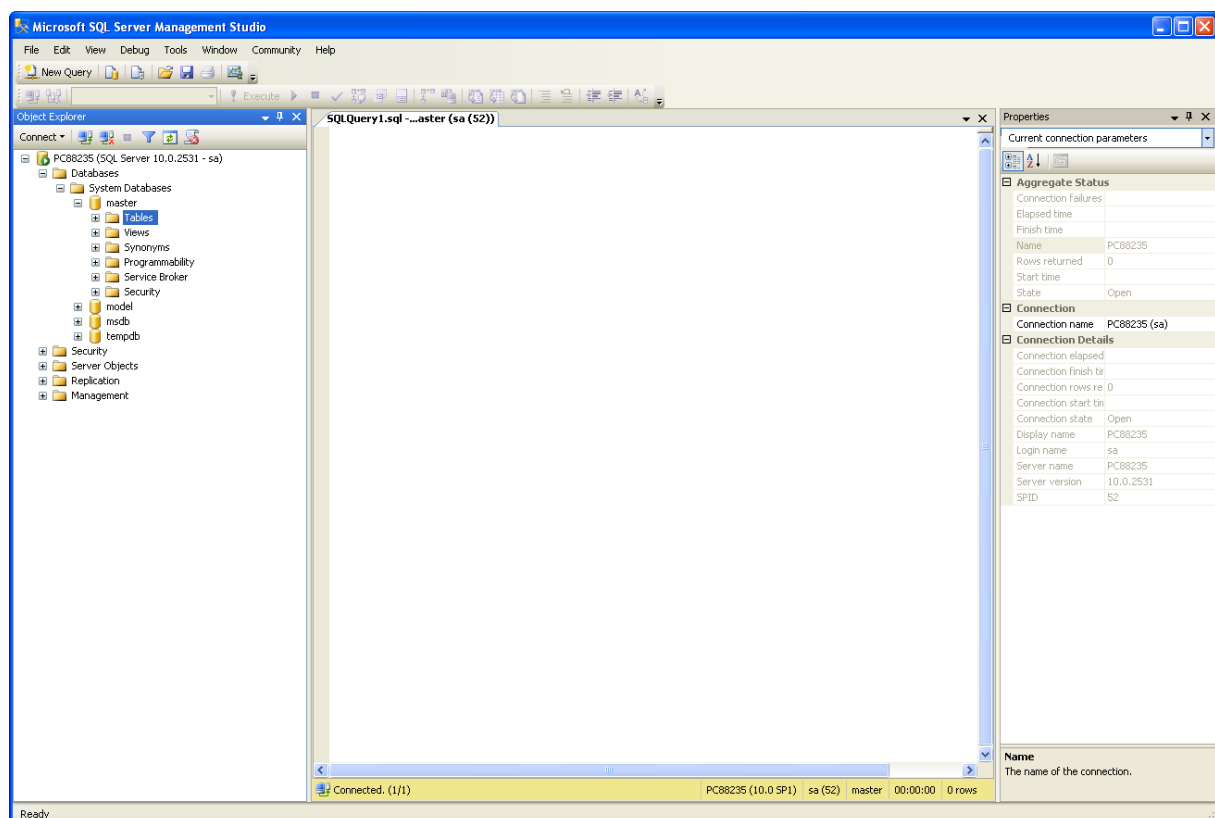 Microsoft SQL Server Management Studio
File Edit View Debug Tools Window Community Help
New Query
Execute
Object Explorer
Connect
PC88235 (SQL Server 10.0.2531 - sa)
Databases
System Databases
master
Tables
Views
Synonyms
Programmability
Service Broker
Security
model
msdb
tempdb
Security
Server Objects
Replication
Management
SQLQuery1.sql -...aster (sa (52))
Connected. (1/1)
PC88235 (10.0 SP1) sa (52) master 00:00:00 0 rows
Properties
Current connection parameters
Aggregate Status
Connection failures
Elapsed time
Finish time
Name PC88235
Rows returned 0
Start time
State Open
Connection
Connection name PC88235 (sa)
Connection Details
Connection elapsed
Connection finish tir
Connection rows re 0
Connection start tin
Connection state Open
Display name PC88235
Login name sa
Server name PC88235
Server version 10.0.2531
SPID 52
Name
The name of the connection.
Ready